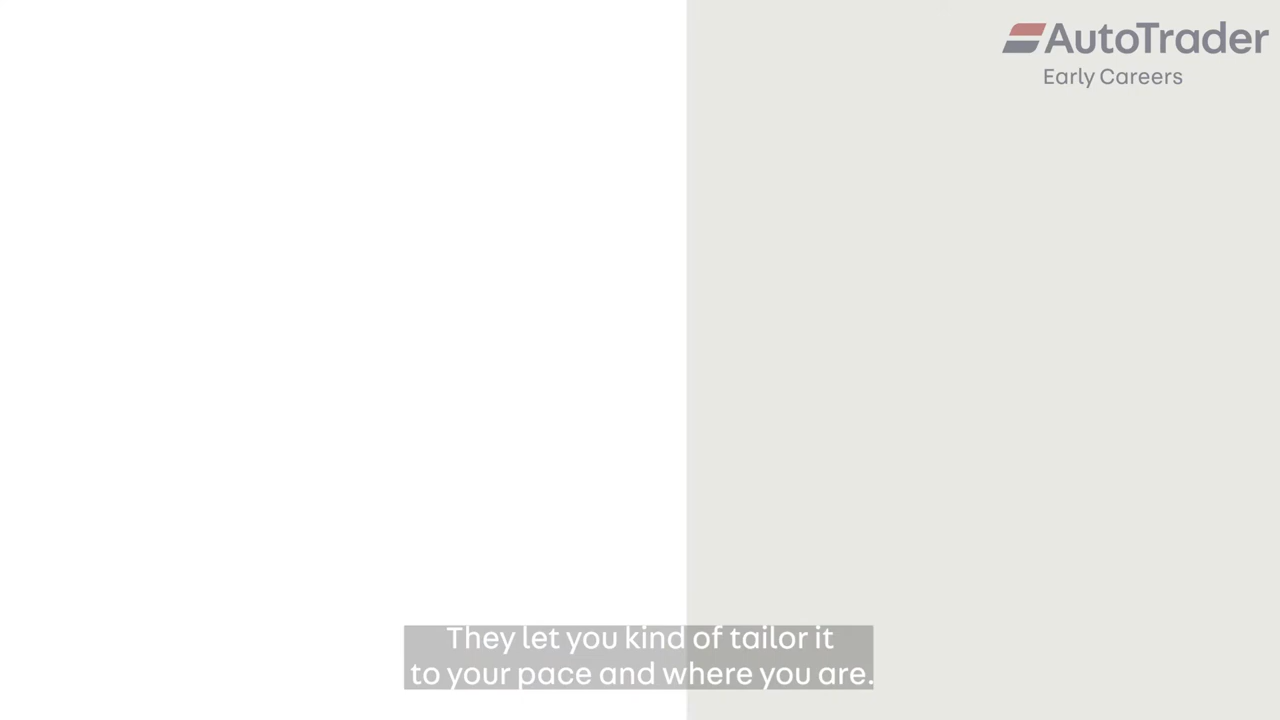 AutoTrader
Early Careers
They let you kind of tailor it
to your pace and where you are.